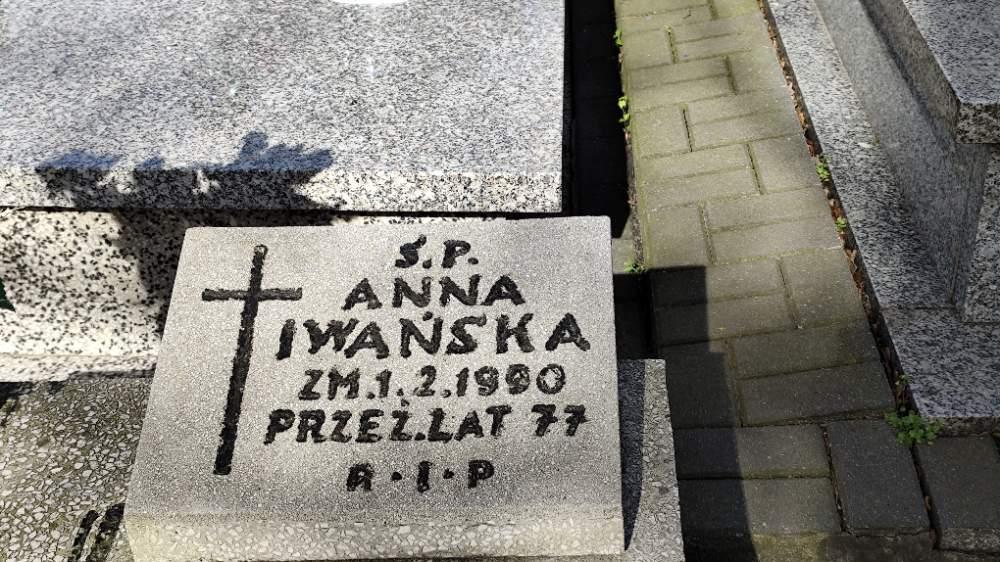 Ś.P.
ANNA
IWAŃSKA
ZM.1.2.1990
PRZEŻ.LAT 77
R·I·P